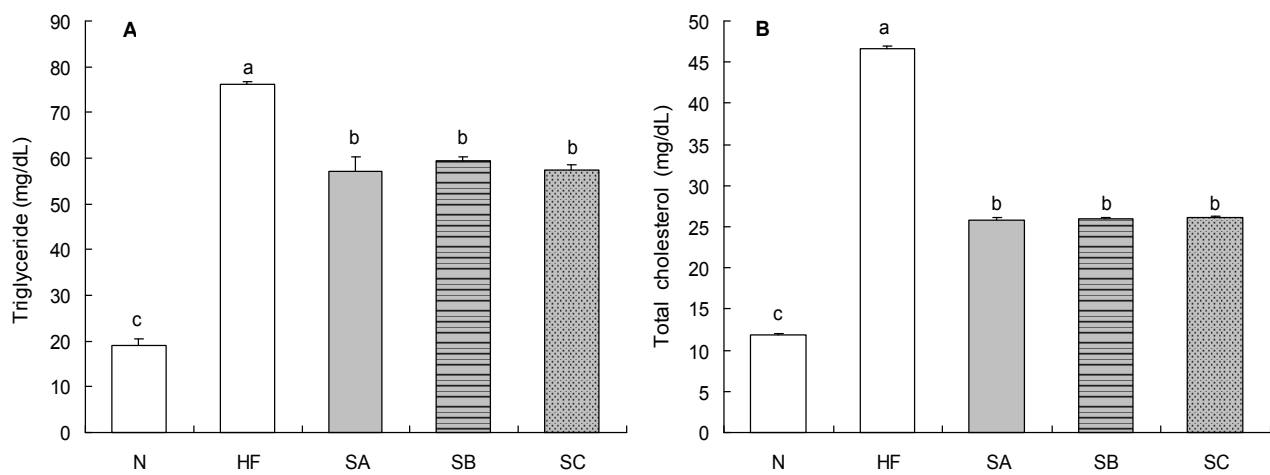 A
Triglyceride (mg/dL)
90
80
70
60
50
40
30
20
10
0
c
a
b
b
b
N HF SA SB SC
B
Total cholesterol (mg/dL)
50
45
40
35
30
25
20
15
10
5
0
c
a
b
b
b
N HF SA SB SC